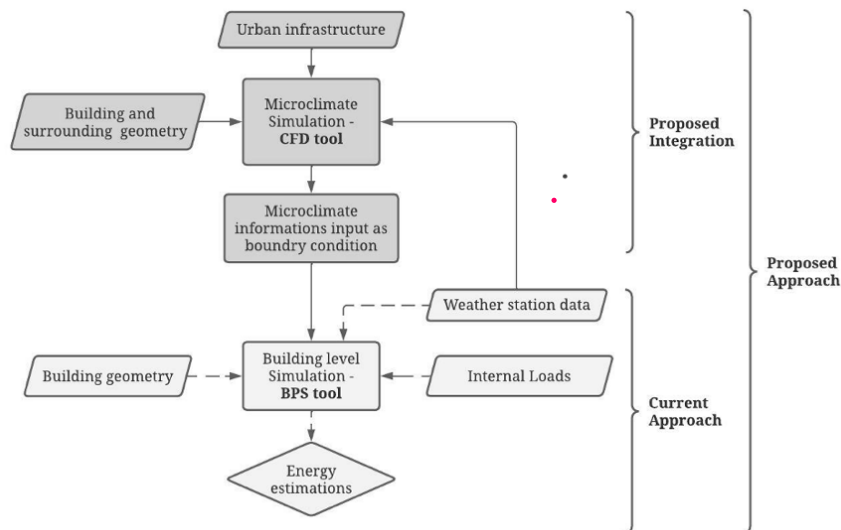 Urban infrastructure
Building and
surrounding geometry
Microclimate
Simulation -
CFD tool
Proposed
Integration
Microclimate
informations input as
boundry condition
Proposed
Approach
Weather station data
Building geometry
Building level
Simulation -
BPS tool
Internal Loads
Current
Approach
Energy
estimations